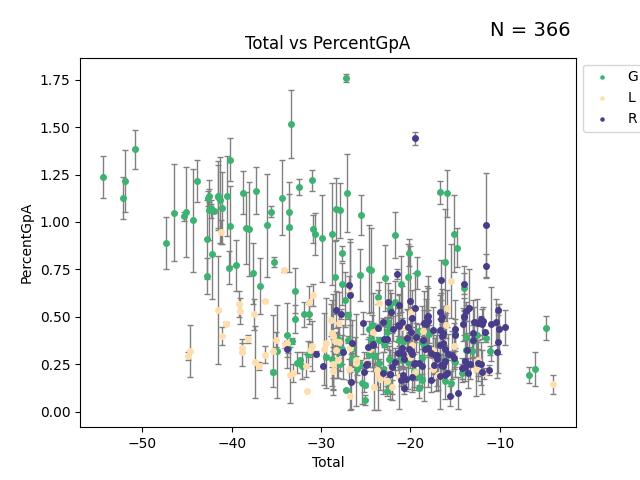 N = 366
Total vs PercentGpA
G
L
R
PercentGpA
1.75
1.50
1.25
1.00
0.75
0.50
0.25
0.00
−50
−40
−30
−20
−10
Total